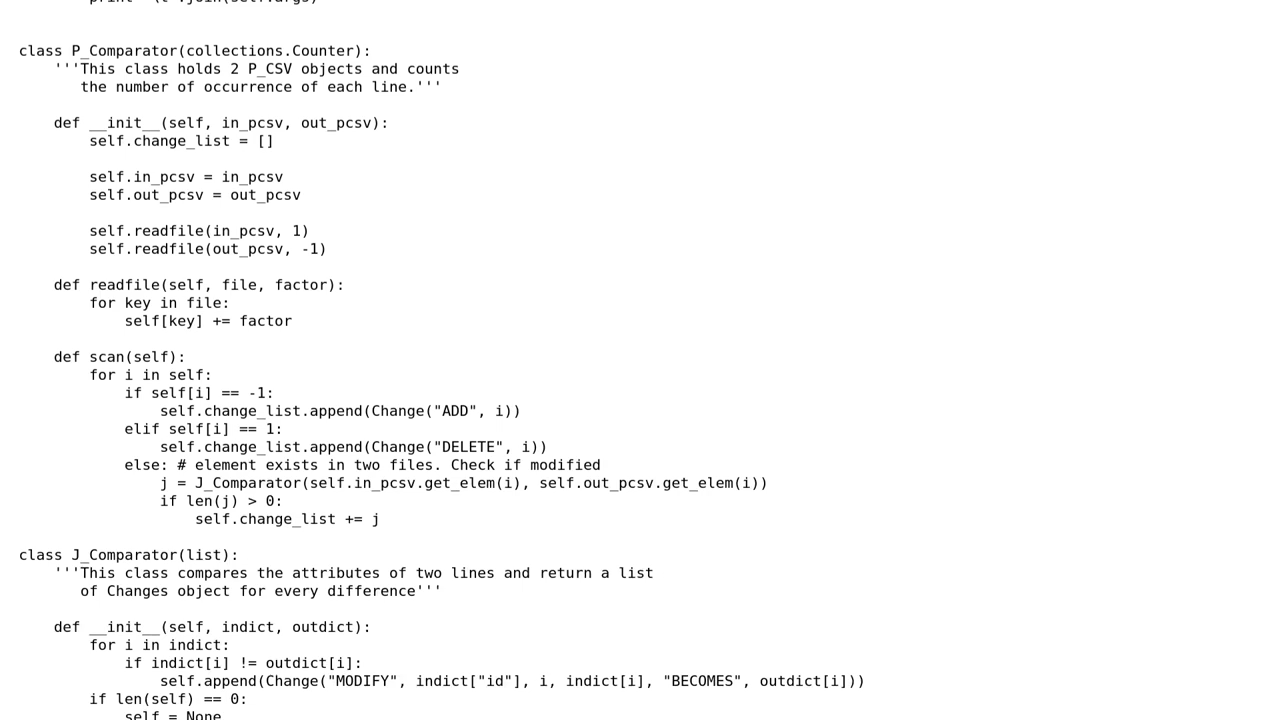 print "\t".join(self.args)
class P_Comparator(collections.Counter):
'''This class holds 2 P_CSV objects and counts
the number of occurrence of each line.'''
def __init__(self, in_pcsv, out_pcsv):
self.change_list = []
self.in_pcsv = in_pcsv
self.out_pcsv = out_pcsv
self.readfile(in_pcsv, 1)
self.readfile(out_pcsv, -1)
def readfile(self, file, factor):
for key in file:
self[key] += factor
def scan(self):
for i in self:
if self[i] == -1:
self.change_list.append(Change("ADD", i))
elif self[i] == 1:
self.change_list.append(Change("DELETE", i))
else: # element exists in two files. Check if modified
j = J_Comparator(self.in_pcsv.get_elem(i), self.out_pcsv.get_elem(i))
if len(j) > 0:
self.change_list += j
class J_Comparator(list):
'''This class compares the attributes of two lines and return a list
of Changes object for every difference'''
def __init__(self, indict, outdict):
for i in indict:
if indict[i] != outdict[i]:
self.append(Change("MODIFY", indict["id"], i, indict[i], "BECOMES", outdict[i]))
if len(self) == 0:
self = None